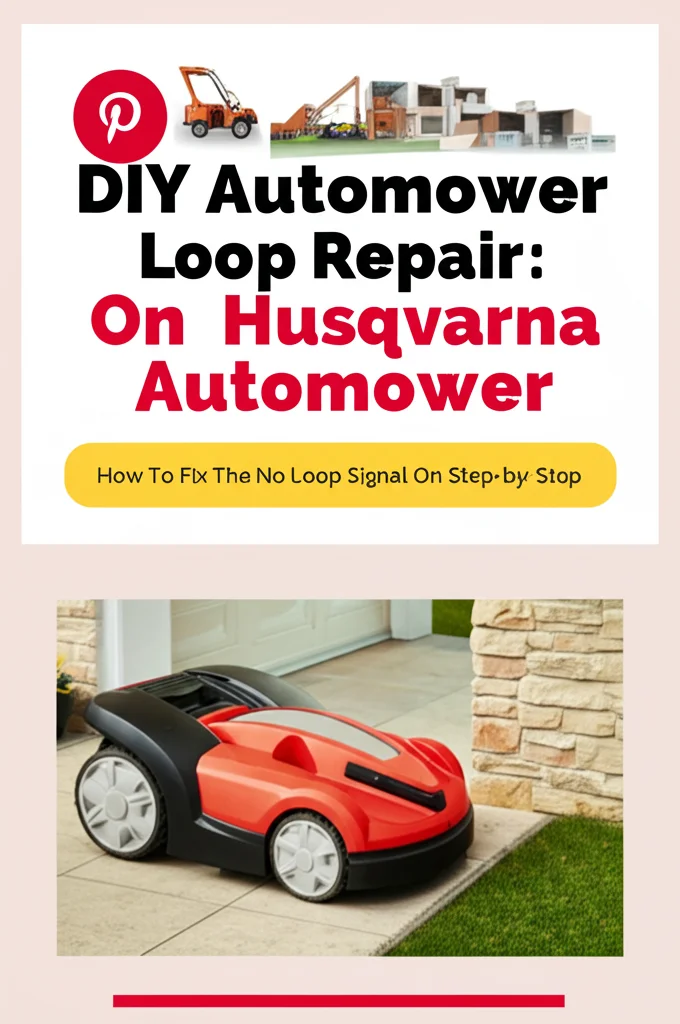 DIY Automower
Loop Repair:
On Husqvarna
Automower
How To Fix The No Loop Signal On Step-by Stop